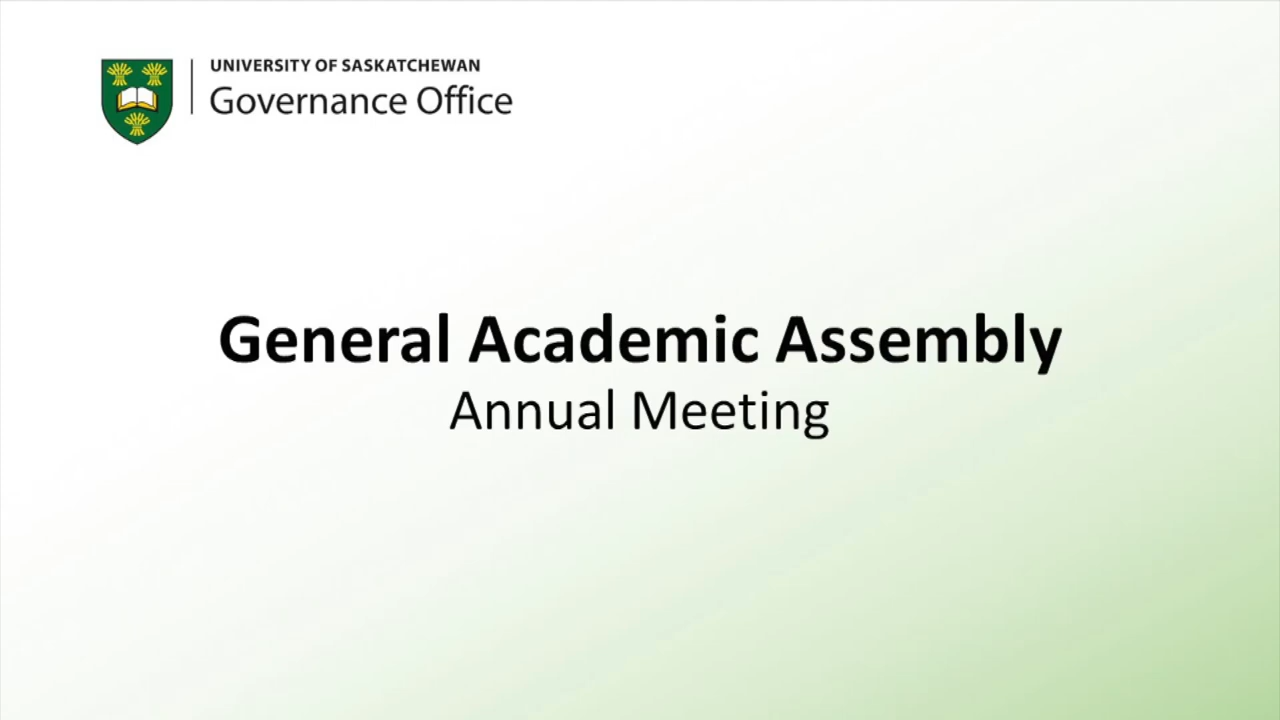 UNIVERSITY OF SASKATCHEWAN
Governance Office
General Academic Assembly
Annual Meeting